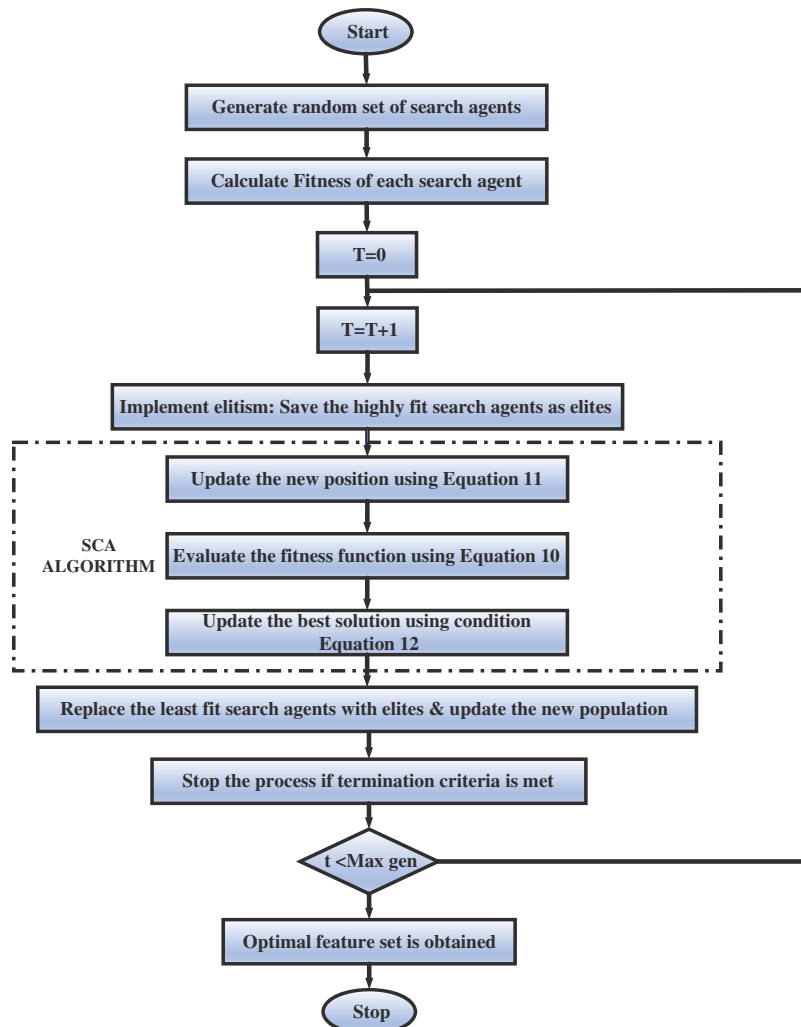 Start
Generate random set of search agents
Calculate Fitness of each search agent
T=0
T=T+1
Implement elitism: Save the highly fit search agents as elites
Update the new position using Equation 11
SCA
ALGORITHM
Evaluate the fitness function using Equation 10
Update the best solution using condition
Equation 12
Replace the least fit search agents with elites & update the new population
Stop the process if termination criteria is met
t <Max gen
Optimal feature set is obtained
Stop